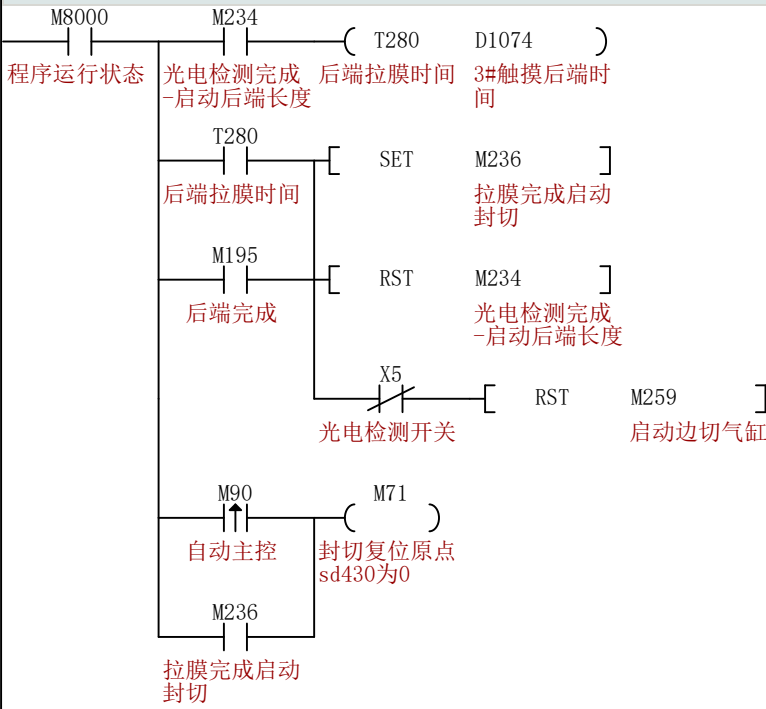 M8000 M234
T280 D1074
程序运行状态 光电检测完成 后端拉膜时间 3#触摸后端时
-启动后端长度 间
T280
SET M236
后端拉膜时间 拉膜完成启动
封切
M195
RST M234
后端完成 光电检测完成
-启动后端长度
X5
RST M259
光电检测开关 启动边切气缸
M90 M71
自动主控 封切复位原点
sd430为0
M236
拉膜完成启动
封切